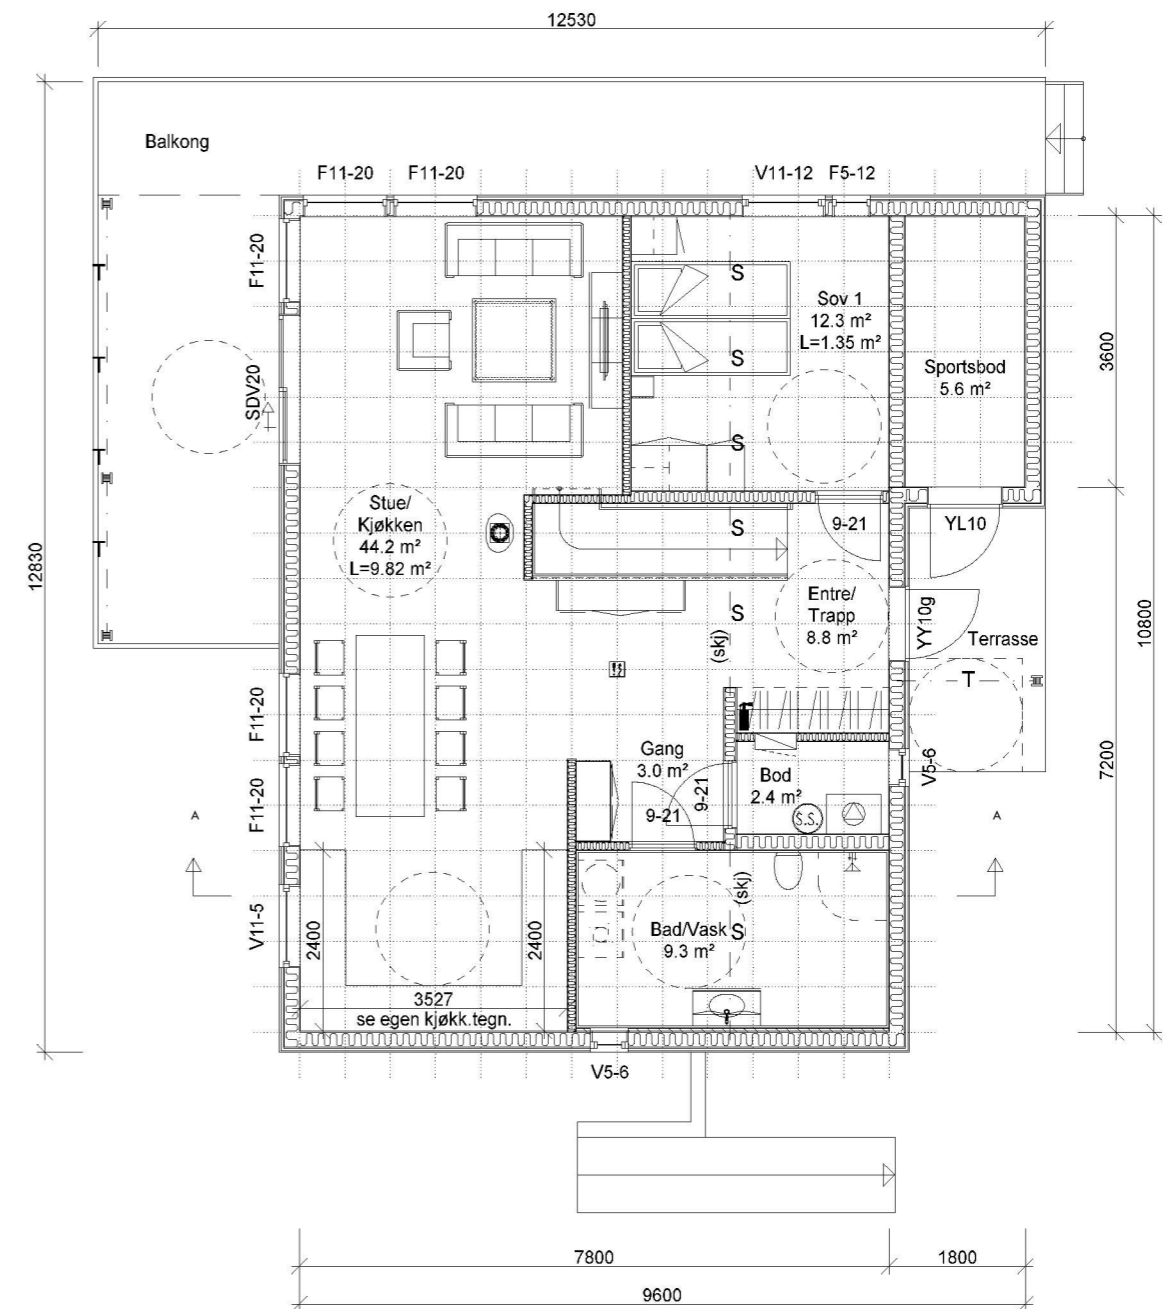 12530
Balkong
F11-20
F11-20
V11-12
F5-12
F11-20
S
Sov 1
12.3 m²
L=1.35 m²
S
Sportsbod
5.6 m²
3600
SDV20
T
T
T
T
S
Stue/
Kjøkken
44.2 m²
L=9.82 m²
S
9-21
YL10
12830
10800
Entre/
Trapp
8.8 m²
S
(skj)
YY10g
Terrasse
T
F11-20
Gang
3.0 m²
9-21
9-21
Bod
2.4 m²
S.S.
V5-6
7200
F11-20
A
A
V11-5
2400
2400
(skj)
Bad/Vask
9.3 m²
S
3527
se egen kjøkk.tegn.
V5-6
7800
1800
9600